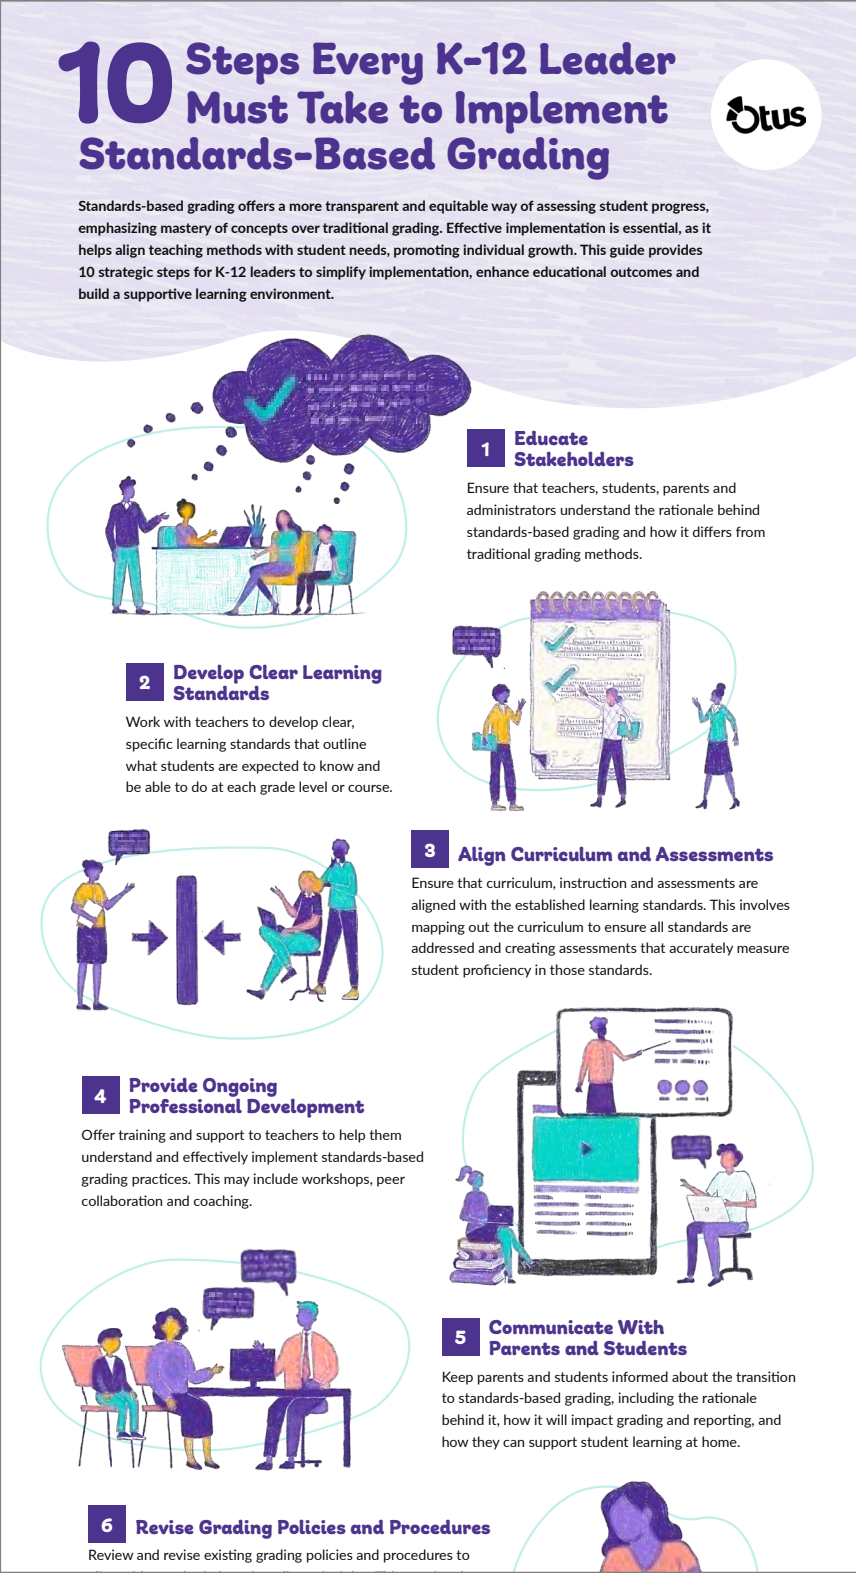 10 Steps Every K-12 Leader
Must Take to Implement
Standards-Based Grading
Otus
Standards-based grading offers a more transparent and equitable way of assessing student progress,
emphasizing mastery of concepts over traditional grading. Effective implementation is essential, as it
helps align teaching methods with student needs, promoting individual growth. This guide provides
10 strategic steps for K-12 leaders to simplify implementation, enhance educational outcomes and
build a supportive learning environment.
1 Educate
Stakeholders
Ensure that teachers, students, parents and
administrators understand the rationale behind
standards-based grading and how it differs from
traditional grading methods.
2 Develop Clear Learning
Standards
Work with teachers to develop clear,
specific learning standards that outline
what students are expected to know and
be able to do at each grade level or course.
3 Align Curriculum and Assessments
Ensure that curriculum, instruction and assessments are
aligned with the established learning standards. This involves
mapping out the curriculum to ensure all standards are
addressed and creating assessments that accurately measure
student proficiency in those standards.
4 Provide Ongoing
Professional Development
Offer training and support to teachers to help them
understand and effectively implement standards-based
grading practices. This may include workshops, peer
collaboration and coaching.
5 Communicate With
Parents and Students
Keep parents and students informed about the transition
to standards-based grading, including the rationale
behind it, how it will impact grading and reporting, and
how they can support student learning at home.
6 Revise Grading Policies and Procedures
Review and revise existing grading policies and procedures to